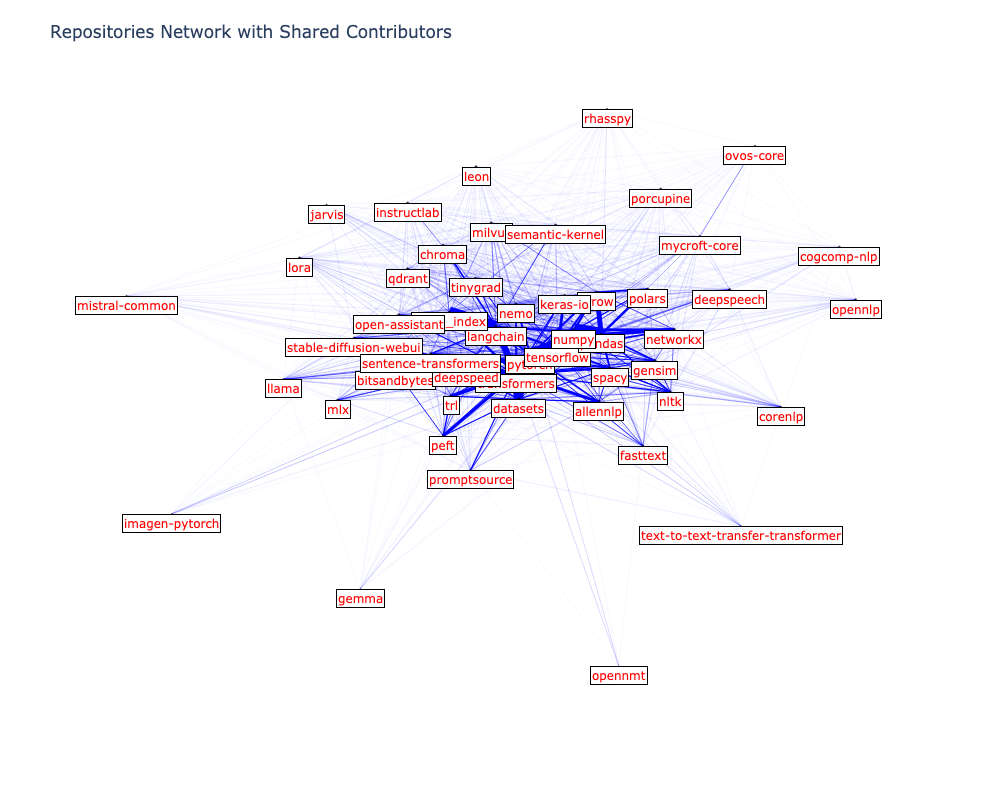 Repositories Network with Shared Contributors
rhasspy
ovos-core
leon
porcupine
jarvis
instructlab
milvu
semantic-kernel
mycroft-core
chroma
cogcomp-nlp
lora
qdrant
tinygrad
mistral-common
keras-io
row
polars
deepspeech
opennlp
nemo
open-assistant
_index
langchain
numpy
ndas
networkx
stable-diffusion-webui
sentence-transformers
pytorch
tensorflow
gensim
bitsandbytes
deepspeed
sformers
spacy
llama
mlx
trl
datasets
allennlp
nltk
corenlp
peft
fasttext
promptsource
imagen-pytorch
text-to-text-transfer-transformer
gemma
opennmt